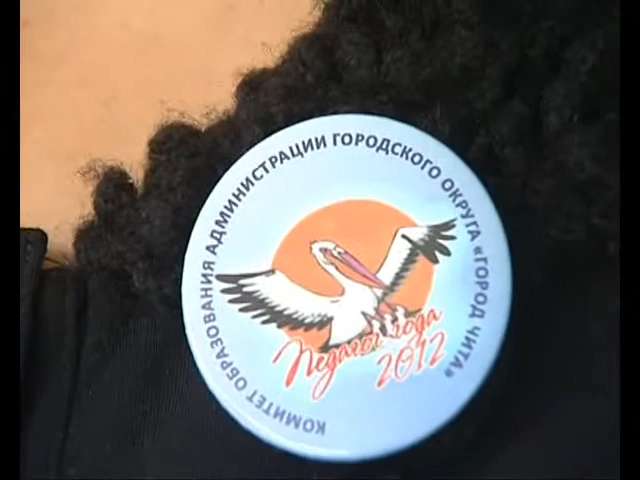 КОМИТЕТ ОБРАЗОВАНИЯ АДМИНИСТРАЦИИ ГОРОДСКОГО ОКРУГА «ГОРОД ЧИТА»
Педагог года
2012